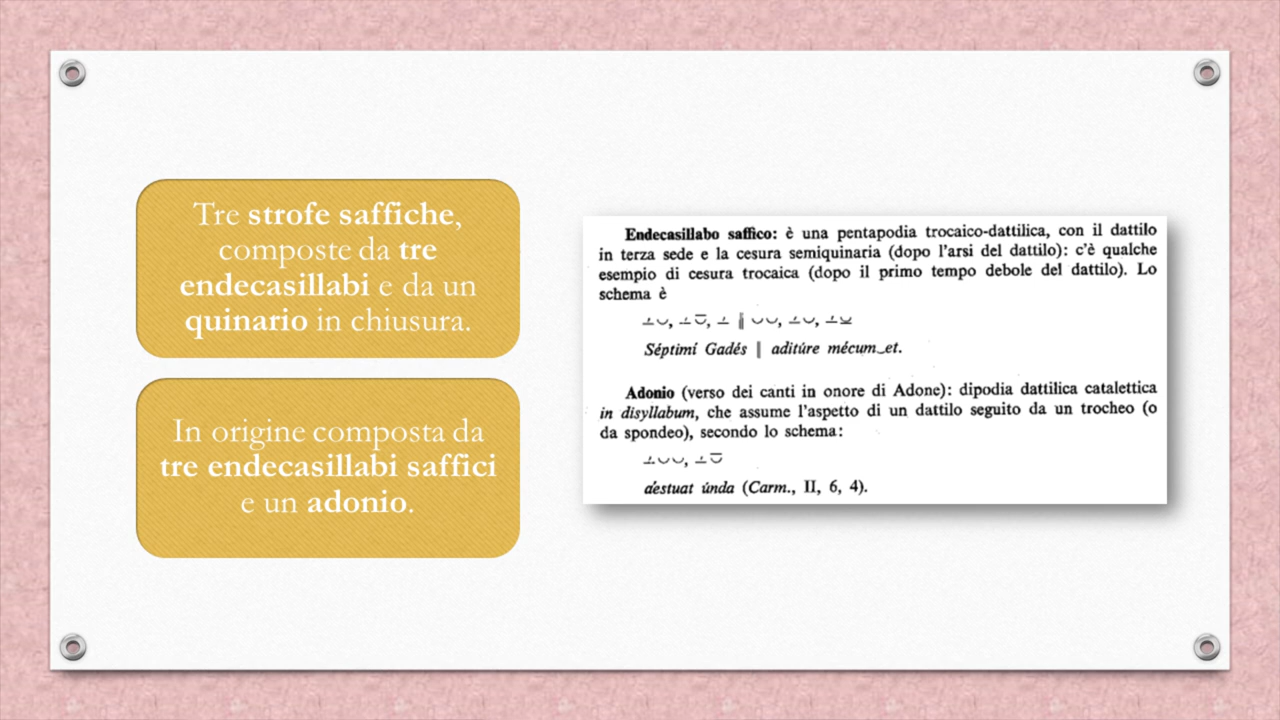 Tre strofe saffiche,
composte da tre
endecasillabi e da un
quinario in chiusura.
In origine composta da
tre endecasillabi saffici
e un adonio.
Endecasillabo saffico: è una pentapodia trocaico-dattilica, con il dattilo
in terza sede e la cesura semiquinaria (dopo l'arsi del dattilo): c'è qualche
esempio di cesura trocaica (dopo il primo tempo debole del dattilo). Lo
schema è
Séptimí Gadés || aditúre mécum‿et.
Adonio (verso dei canti in onore di Adone): dipodia dattilica catalettica
in disyllabum, che assume l'aspetto di un dattilo seguito da un trocheo (o
da spondeo), secondo lo schema:
áestuat únda (Carm., II, 6, 4).